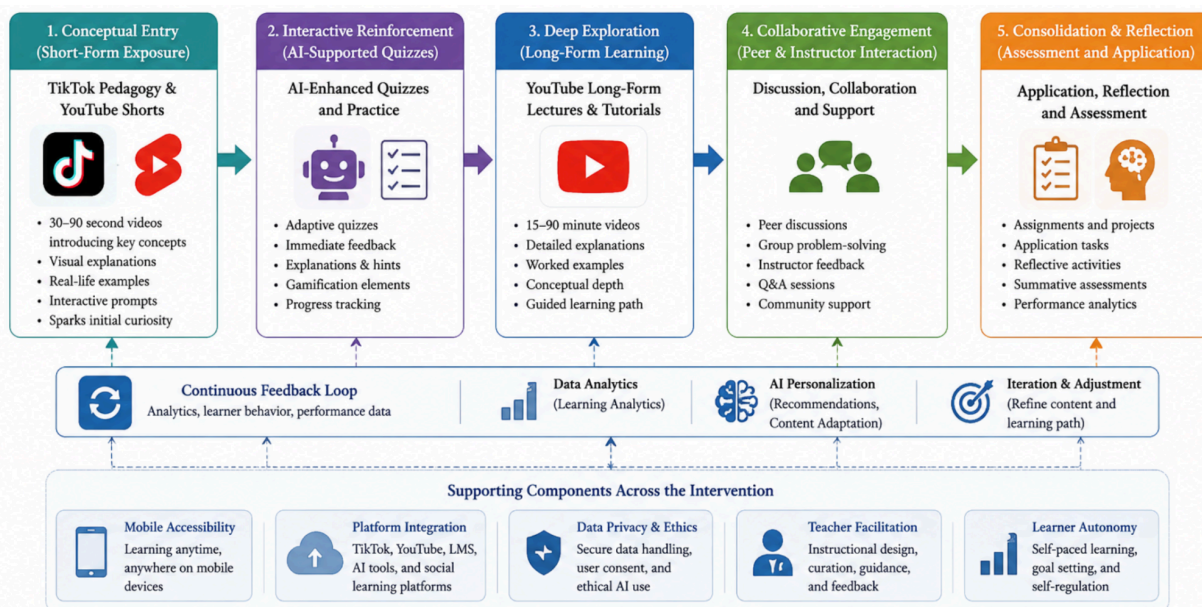 1. Conceptual Entry
(Short-Form Exposure)
TikTok Pedagogy &
YouTube Shorts
• 30–90 second videos
introducing key concepts
• Visual explanations
• Real-life examples
• Interactive prompts
• Sparks initial curiosity
2. Interactive Reinforcement
(AI-Supported Quizzes)
AI-Enhanced Quizzes
and Practice
• Adaptive quizzes
• Immediate feedback
• Explanations & hints
• Gamification elements
• Progress tracking
3. Deep Exploration
(Long-Form Learning)
YouTube Long-Form
Lectures & Tutorials
• 15–90 minute videos
• Detailed explanations
• Worked examples
• Conceptual depth
• Guided learning path
4. Collaborative Engagement
(Peer & Instructor Interaction)
Discussion, Collaboration
and Support
• Peer discussions
• Group problem-solving
• Instructor feedback
• Q&A sessions
• Community support
5. Consolidation & Reflection
(Assessment and Application)
Application, Reflection
and Assessment
• Assignments and projects
• Application tasks
• Reflective activities
• Summative assessments
• Performance analytics
Continuous Feedback Loop
Analytics, learner behavior, performance data
Data Analytics
(Learning Analytics)
AI Personalization
(Recommendations,
Content Adaptation)
Iteration & Adjustment
(Refine content and
learning path)
Supporting Components Across the Intervention
Mobile Accessibility
Learning anytime,
anywhere on mobile
devices
Platform Integration
TikTok, YouTube, LMS,
AI tools, and social
learning platforms
Data Privacy & Ethics
Secure data handling,
user consent, and
ethical AI use
Teacher Facilitation
Instructional design,
curation, guidance,
and feedback
Learner Autonomy
Self-paced learning,
goal setting, and
self-regulation